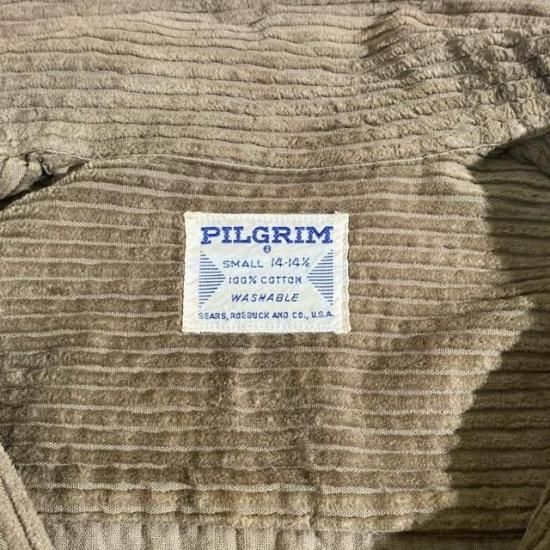 PILGRIM
®
SMALL 14-14½
100% COTTON
WASHABLE
SEARS, ROEBUCK AND CO., U.S.A.